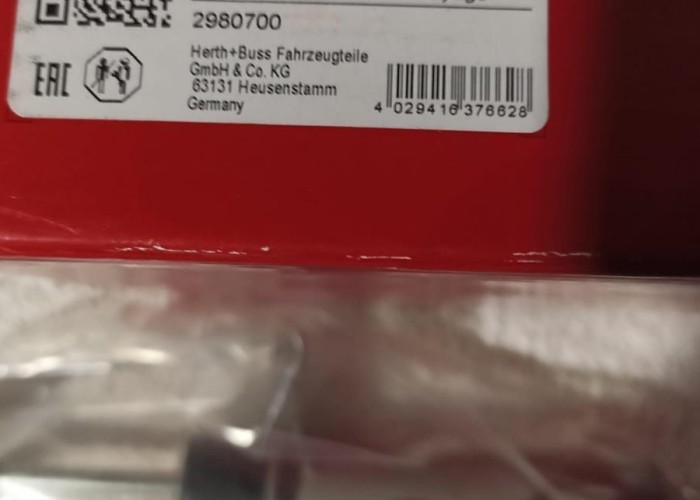 2980700
EAC
Herth+Buss Fahrzeugteile
GmbH & Co. KG
63131 Heusenstamm
Germany
4 029416 376628